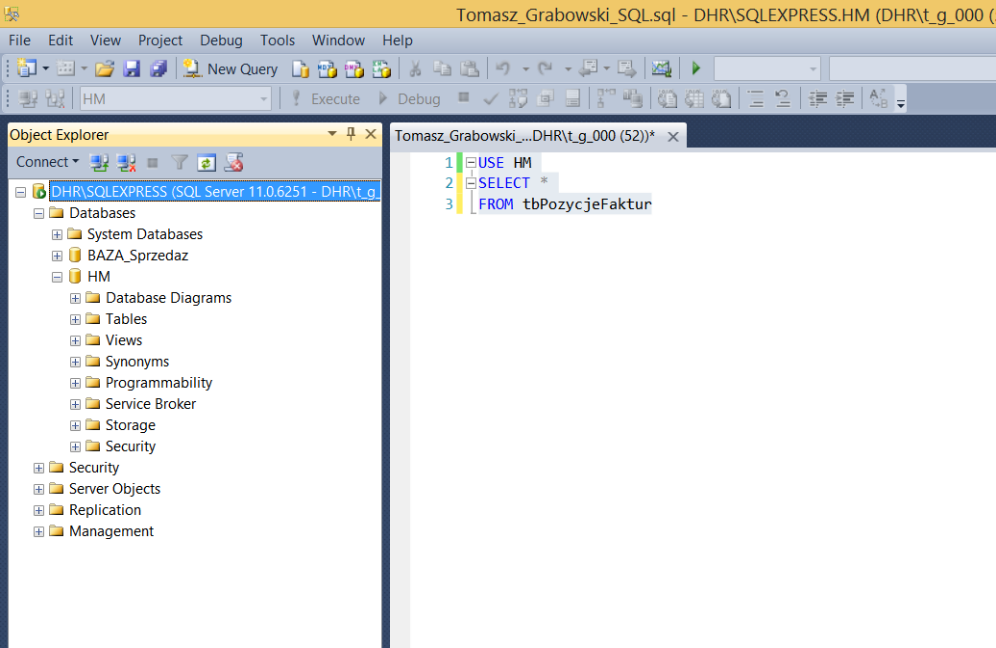 Tomasz_Grabowski_SQL.sql - DHR\SQLEXPRESS.HM (DHR\t_g_000 (
File Edit View Project Debug Tools Window Help
New Query
HM Execute Debug
Object Explorer
Tomasz_Grabowski_...DHR\t_g_000 (52))*
Connect
DHR\SQLEXPRESS (SQL Server 11.0.6251 - DHR\t_g_
Databases
System Databases
BAZA_Sprzedaz
HM
Database Diagrams
Tables
Views
Synonyms
Programmability
Service Broker
Storage
Security
Security
Server Objects
Replication
Management
1 USE HM
2 SELECT *
3 FROM tbPozycjeFaktur